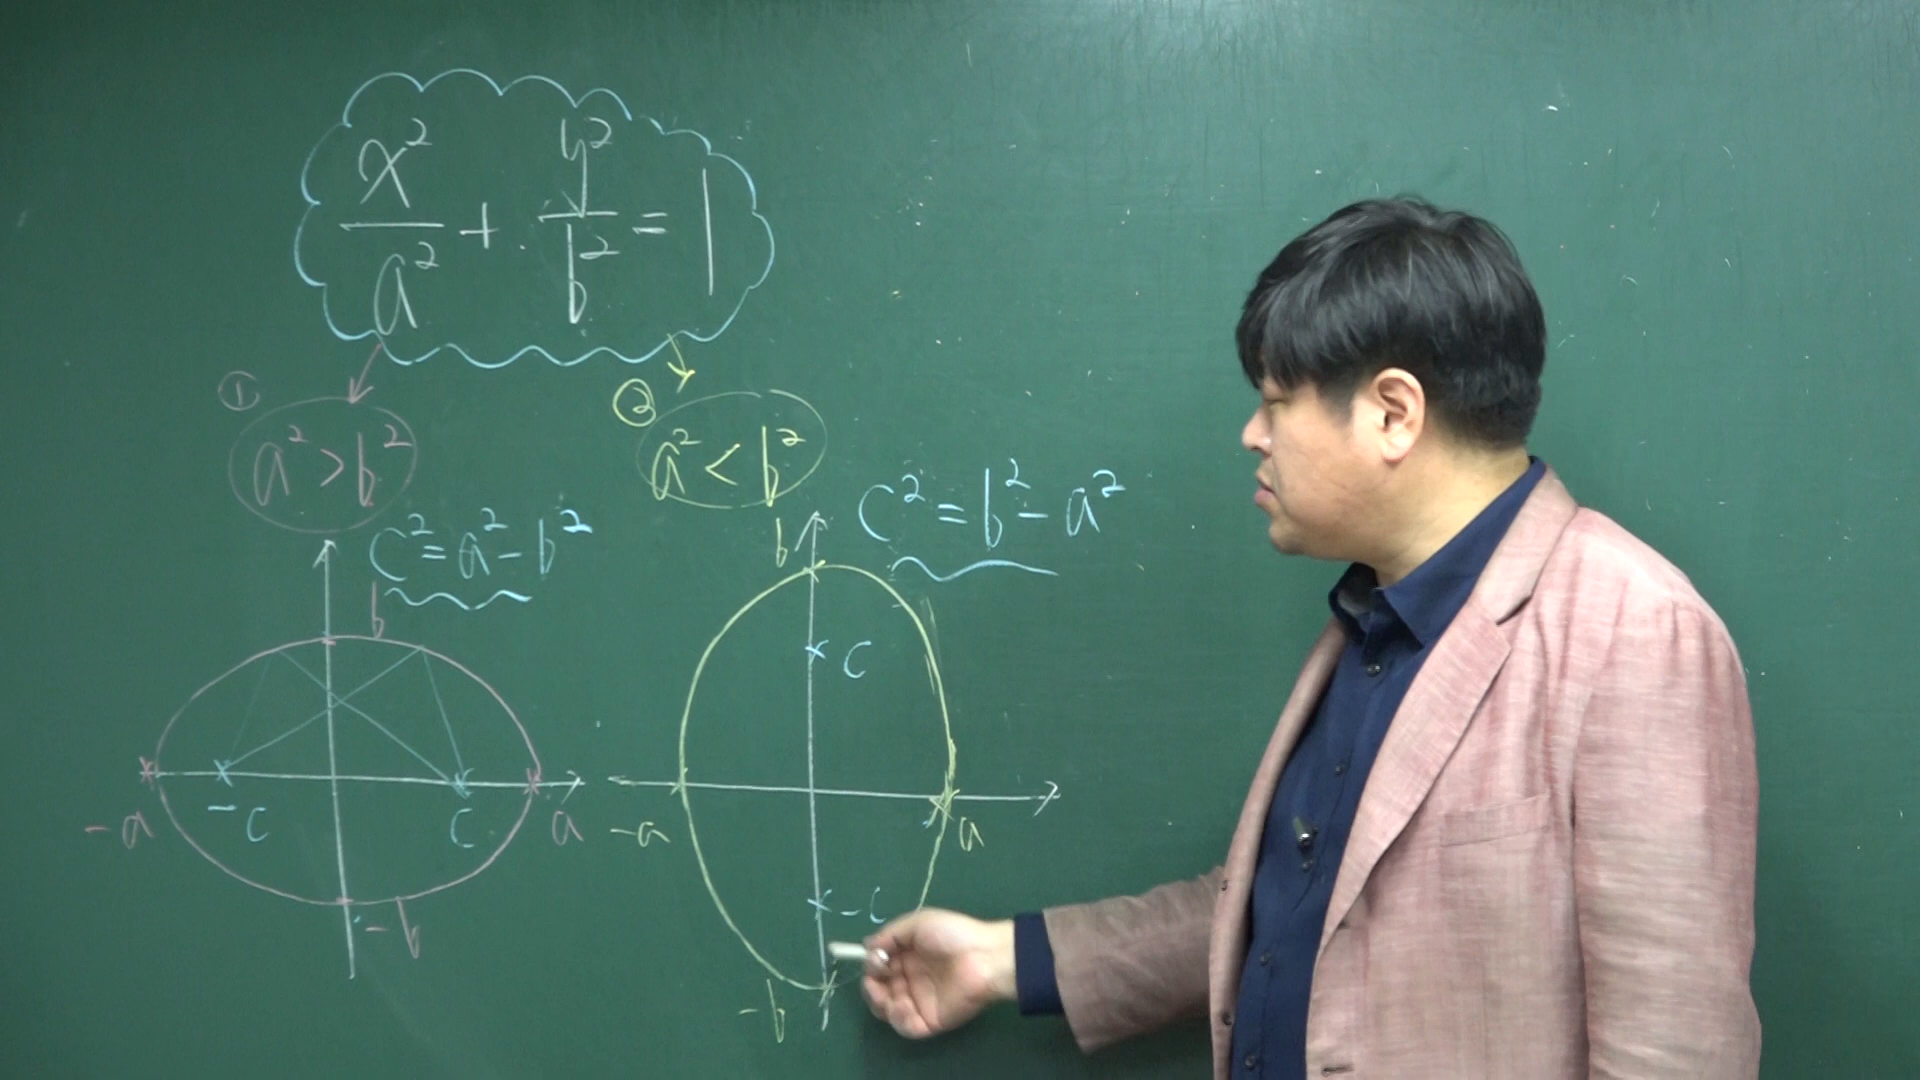 x²/a² + y²/b² = 1
① ②
a² > b² a² < b²
c² = a² - b² c² = b² - a²
b b
c
-a -c c a -a a
-c
-b -b